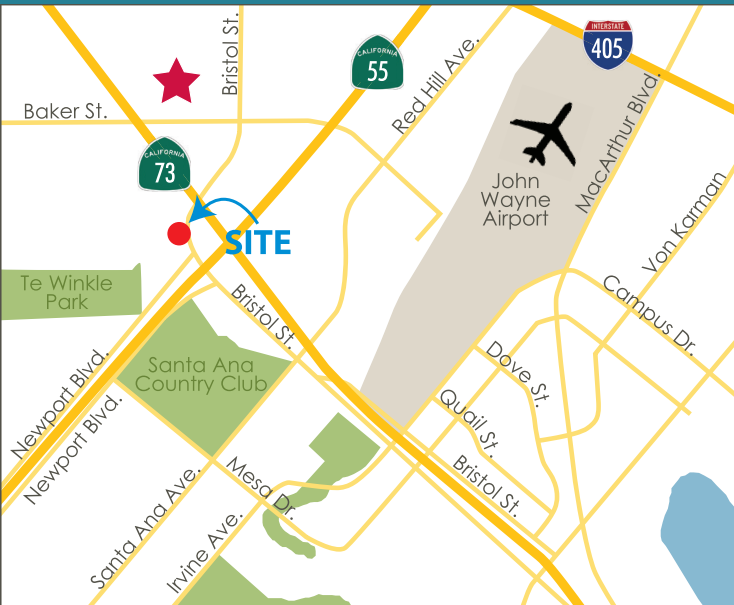 Bristol St.
CALIFORNIA
55
Red Hill Ave.
INTERSTATE
405
Baker St.
MacArthur Blvd.
CALIFORNIA
73
John
Wayne
Airport
Von Karman
SITE
Te Winkle
Park
Bristol St.
Campus Dr.
Santa Ana
Country Club
Dove St.
Newport Blvd.
Newport Blvd.
Quail St.
Bristol St.
Mesa Dr.
Santa Ana Ave.
Irvine Ave.